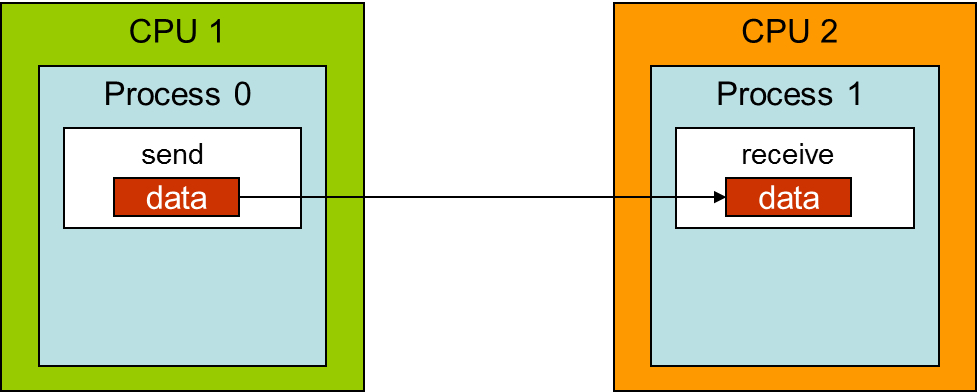 CPU 1
Process 0
send
data
CPU 2
Process 1
receive
data